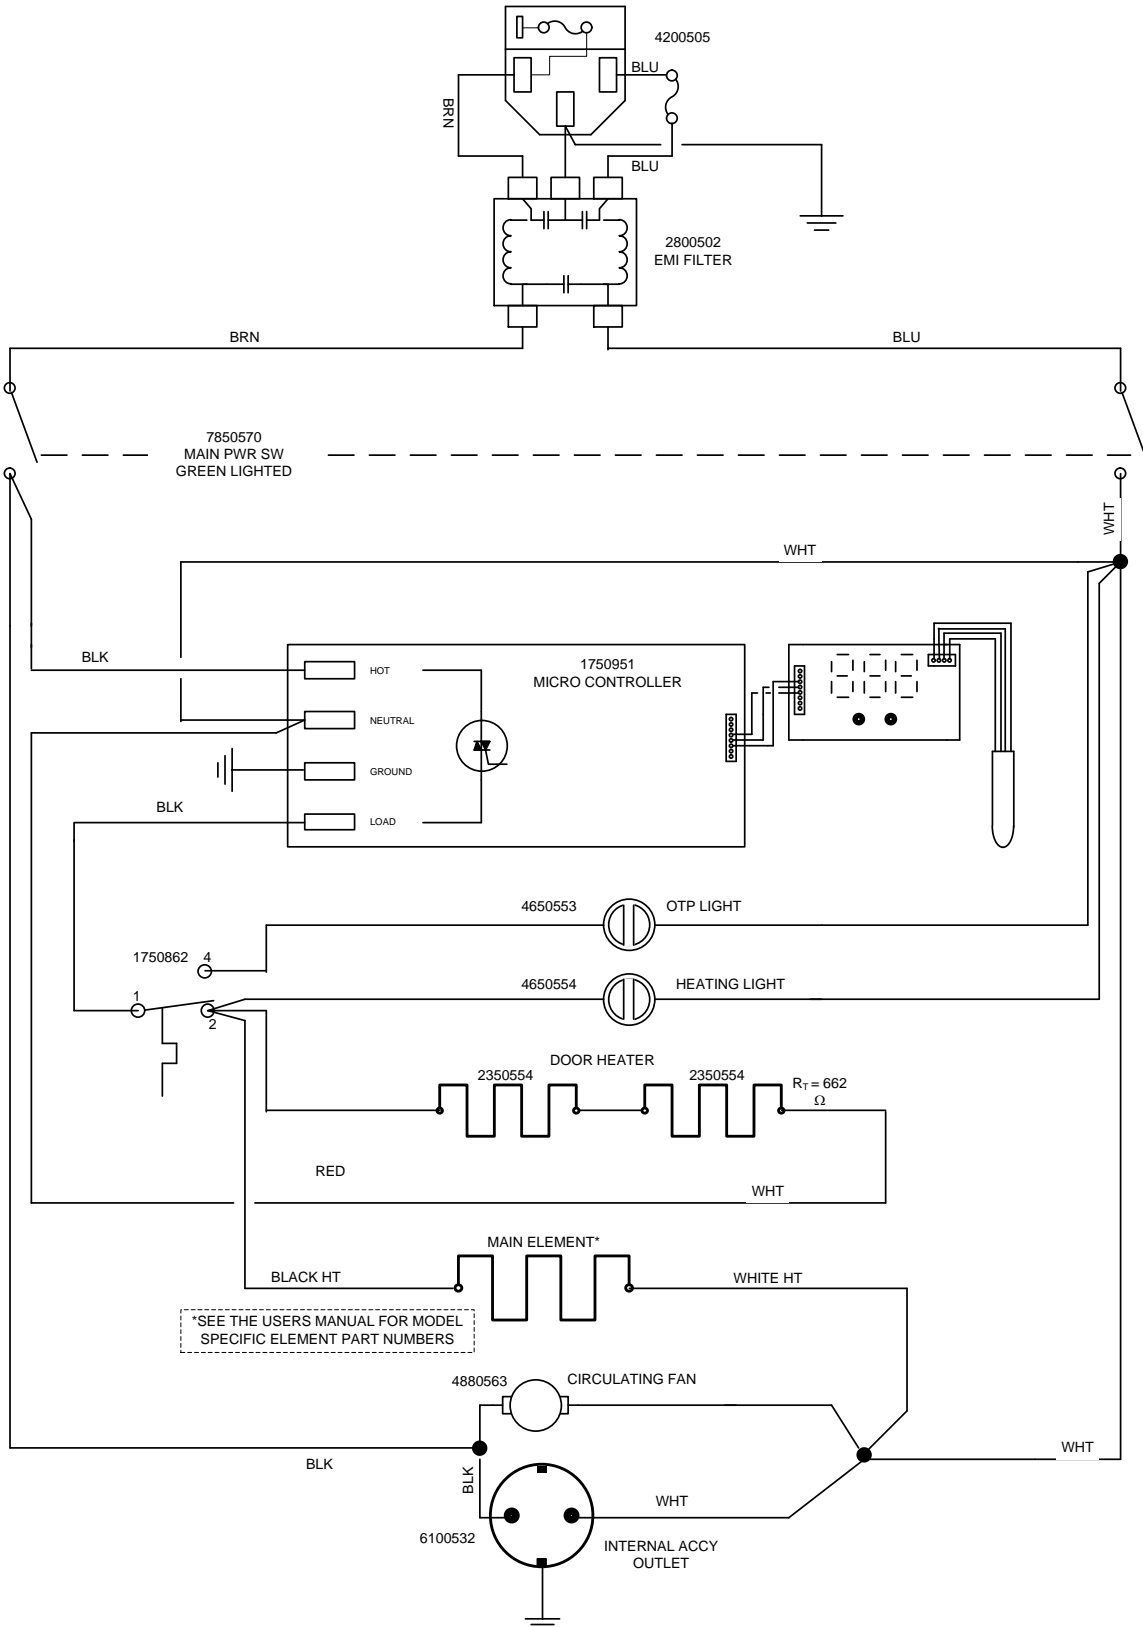 4200505
BLU
BRN
BLU
2800502
EMI FILTER
BRN
BLU
7850570
MAIN PWR SW
GREEN LIGHTED
WHT
WHT
BLK
HOT
1750951
MICRO CONTROLLER
NEUTRAL
GROUND
BLK
LOAD
4650553
OTP LIGHT
1750862
4
4650554
HEATING LIGHT
1
2
DOOR HEATER
2350554
2350554
RT = 662
Ω
RED
WHT
MAIN ELEMENT*
BLACK HT
WHITE HT
*SEE THE USERS MANUAL FOR MODEL
SPECIFIC ELEMENT PART NUMBERS
4880563
CIRCULATING FAN
BLK
WHT
BLK
WHT
6100532
INTERNAL ACCY
OUTLET